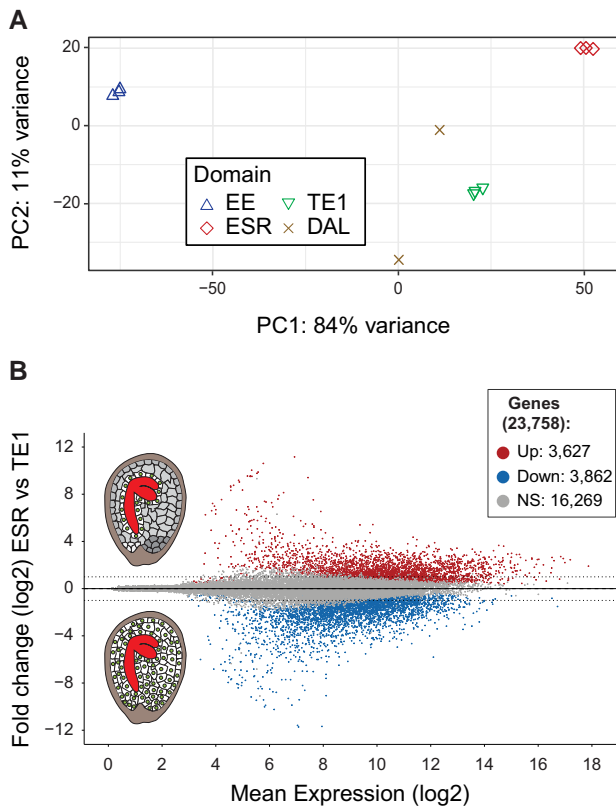 A
PC2: 11% variance
20
0
−20
Domain
EE
TE1
ESR
DAL
−50
0
50
PC1: 84% variance
B
Genes
(23,758):
Up: 3,627
Down: 3,862
NS: 16,269
Fold change (log2) ESR vs TE1
12
8
4
0
−4
−8
−12
0
2
4
6
8
10
12
14
16
18
Mean Expression (log2)